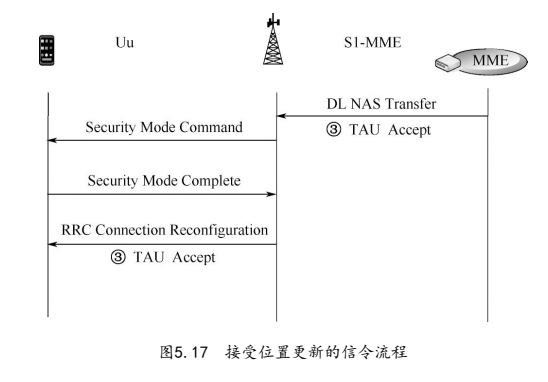 Uu
S1-MME
MME
DL NAS Transfer
③ TAU Accept
Security Mode Command
Security Mode Complete
RRC Connection Reconfiguration
③ TAU Accept
图5.17 接受位置更新的信令流程